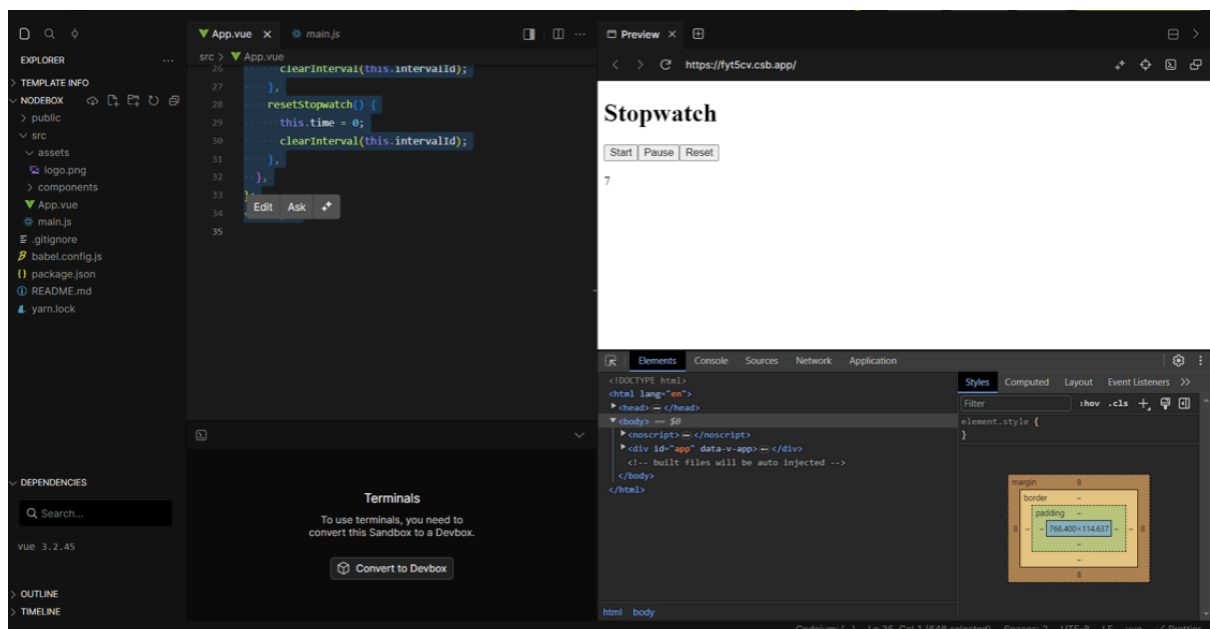 App.vue
main.js
Preview
EXPLORER
src > App.vue
https://fyt5cv.csb.app/
TEMPLATE INFO
NODEBOX
public
src
assets
logo.png
components
App.vue
main.js
.gitignore
babel.config.js
package.json
README.md
yarn.lock
26 clearInterval(this.intervalId);
27 },
28 resetStopwatch() {
29 this.time = 0;
30 clearInterval(this.intervalId);
31 },
32 },
33
34
35
Edit Ask
Stopwatch
Start Pause Reset
7
Elements Console Sources Network Application
<!DOCTYPE html>
<html lang="en">
<head> </head>
<body> == $0
<noscript> </noscript>
<div id="app" data-v-app> </div>
<!-- built files will be auto injected -->
</body>
</html>
html body
Styles Computed Layout Event Listeners
Filter :hov .cls
element.style {
}
margin 8
border -
padding -
8 - - 766.400×114.637 - - 8
-
-
8
DEPENDENCIES
Search...
vue 3.2.45
OUTLINE
TIMELINE
Terminals
To use terminals, you need to
convert this Sandbox to a Devbox.
Convert to Devbox